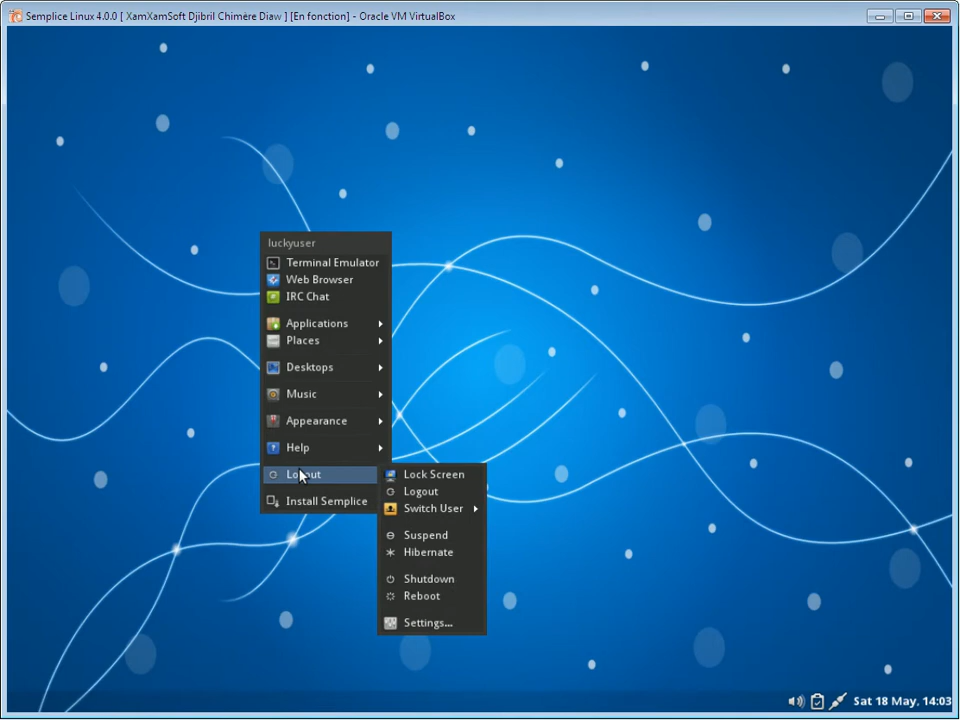 Semplice Linux 4.0.0 [ XamXamSoft Djibril Chimère Diaw ] [En fonction] - Oracle VM VirtualBox
luckyuser
Terminal Emulator
Web Browser
IRC Chat
Applications
Places
Desktops
Music
Appearance
Help
Logout
Install Semplice
Lock Screen
Logout
Switch User
Suspend
Hibernate
Shutdown
Reboot
Settings...
Sat 18 May, 14:03